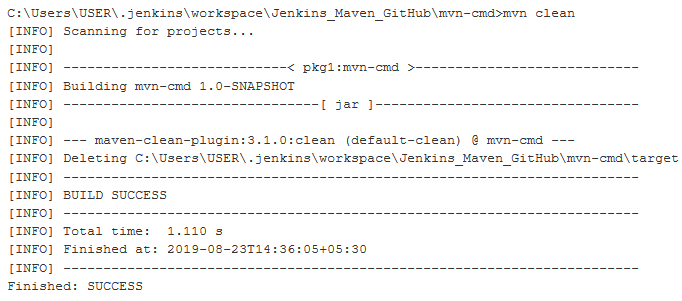 C:\Users\USER\.jenkins\workspace\Jenkins_Maven_GitHub\mvn-cmd>mvn clean
[INFO] Scanning for projects...
[INFO]
[INFO] ----------------------------< pkg1:mvn-cmd >----------------------------
[INFO] Building mvn-cmd 1.0-SNAPSHOT
[INFO] --------------------------------[ jar ]---------------------------------
[INFO]
[INFO] --- maven-clean-plugin:3.1.0:clean (default-clean) @ mvn-cmd ---
[INFO] Deleting C:\Users\USER\.jenkins\workspace\Jenkins_Maven_GitHub\mvn-cmd\target
[INFO] ------------------------------------------------------------------------
[INFO] BUILD SUCCESS
[INFO] ------------------------------------------------------------------------
[INFO] Total time:  1.110 s
[INFO] Finished at: 2019-08-23T14:36:05+05:30
[INFO] ------------------------------------------------------------------------
Finished: SUCCESS